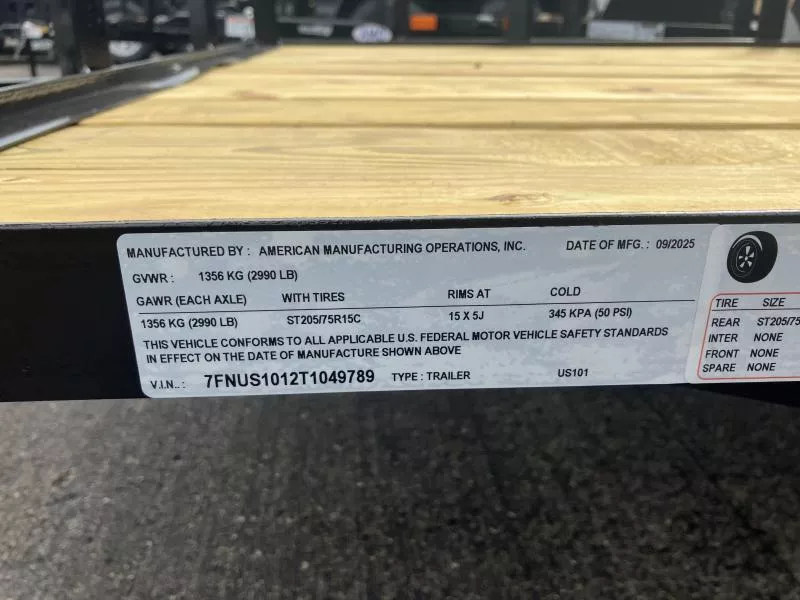 MANUFACTURED BY : AMERICAN MANUFACTURING OPERATIONS, INC. DATE OF MFG. : 09/2025
GVWR : 1356 KG (2990 LB)
GAWR (EACH AXLE) WITH TIRES RIMS AT COLD
1356 KG (2990 LB) ST205/75R15C 15 X 5J 345 KPA (50 PSI)
THIS VEHICLE CONFORMS TO ALL APPLICABLE U.S. FEDERAL MOTOR VEHICLE SAFETY STANDARDS
IN EFFECT ON THE DATE OF MANUFACTURE SHOWN ABOVE
V.I.N.. : 7FNUS1012T1049789 TYPE : TRAILER US101
TIRE SIZE
REAR ST205/75
INTER NONE
FRONT NONE
SPARE NONE